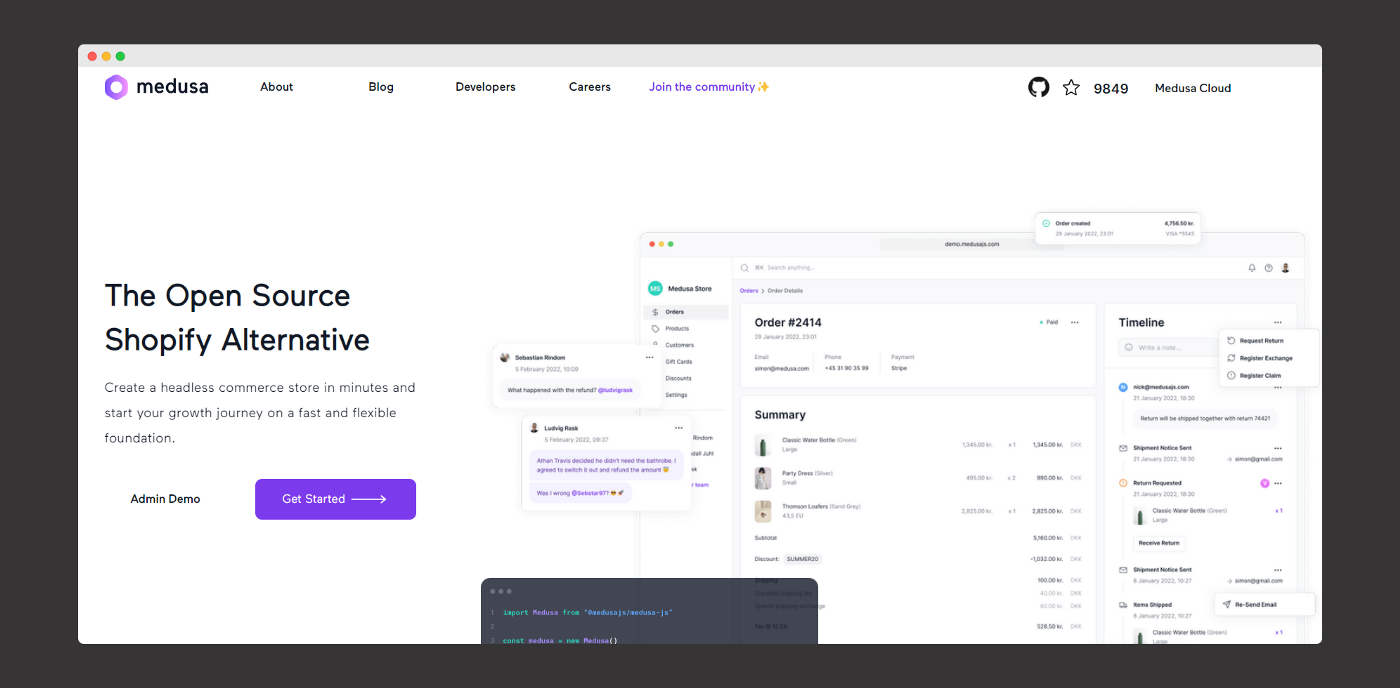 medusa
About
Blog
Developers
Careers
Join the community✨
9849
Medusa Cloud
The Open Source
Shopify Alternative
Create a headless commerce store in minutes and
start your growth journey on a fast and flexible
foundation.
Admin Demo
Get Started
Order created
4,756.50 kr.
29 January 2022, 23:01
VISA *5545
demo.medusajs.com
⌘K Search anything...
MS
Medusa Store
Orders
Products
Customers
Gift Cards
Discounts
Settings
Rindom
dall Juhl
r team
Sebastian Rindom
5 February 2022, 10:09
What happened with the refund? @ludvigrask
Ludvig Rask
5 February 2022, 09:37
Athan Travis decided he didn't need the bathrobe. I
agreed to switch it out and refund the amount
Was I wrong @Sebstar97? 😎 🚀
Orders > Order Details
Order #2414
Paid
29 January 2022, 23:01
Email
Phone
Payment
simon@medusa.com
+45 31 90 35 99
Stripe
Summary
Classic Water Bottle (Green)
Large
1,345.00 kr. x 1 1,345.00 kr. DKK
Party Dress (Silver)
Small
495.00 kr. x 2 990.00 kr. DKK
Thomson Loafers (Sand Grey)
43,5 EU
2,825.00 kr. x 1 2,825.00 kr. DKK
Subtotal
5,160.00 kr. DKK
Discount: SUMMER20
-1,032.00 kr. DKK
Shipping
100.00 kr. DKK
40.00 kr. DKK
60.00 kr. DKK
528.50 kr. DKK
Timeline
Write a note...
Request Return
Register Exchange
Register Claim
N
nick@medusajs.com
21 January 2022, 18:30
Return will be shipped together with return 74421
Shipment Notice Sent
21 January 2022, 18:30
→ simon@gmail.com
Return Requested
V
21 January 2022, 18:30
Classic Water Bottle (Green)
x 1
Large
Receive Return
Shipment Notice Sent
6 January 2022, 10:27
→ simon@gmail.com
Items Shipped
6 January 2022, 10:27
Re-Send Email
Classic Water Bottle (Green)
x 1
Large
1 import Medusa from "@medusajs/medusa-js"
2
3 const medusa = new Medusa()